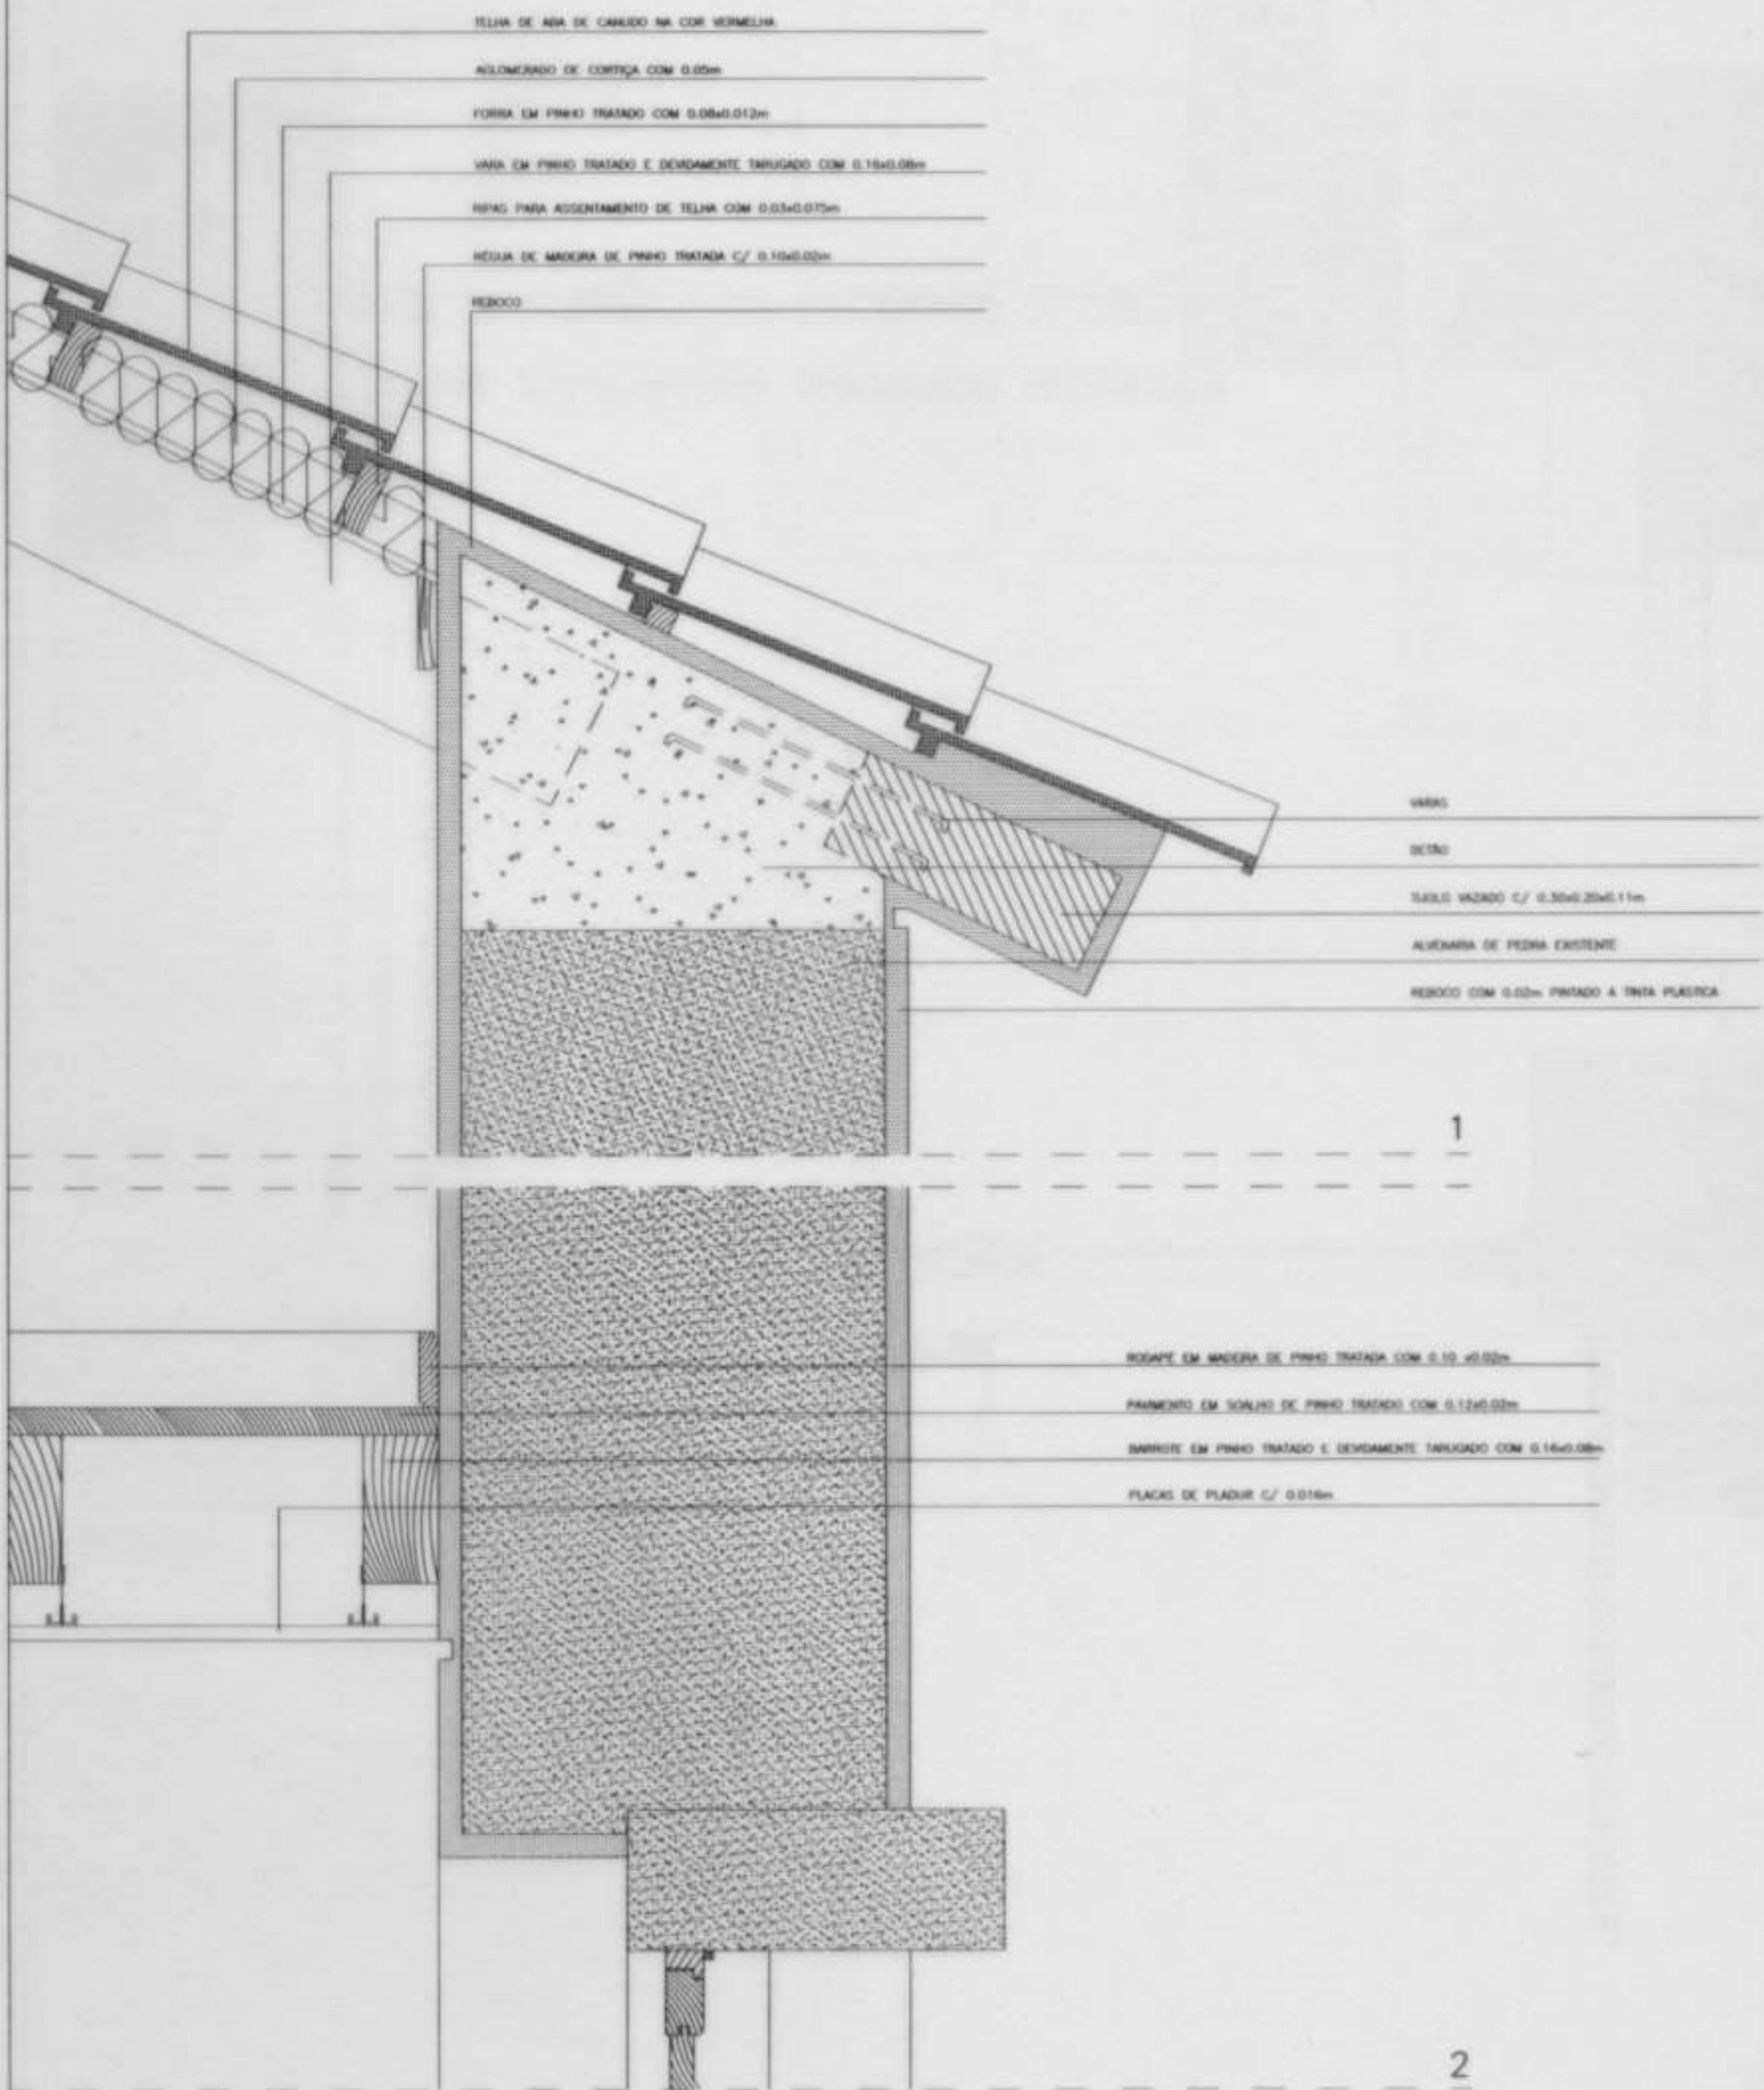 TELHA DE ABA DE CANUDO NA COR VERMELHA
AGLOMERADO DE CORTIÇA COM 0.05m
FORRA EM PINHO TRATADO COM 0.08x0.012m
VARA EM PINHO TRATADO E DEVIDAMENTE TARUGADO COM 0.16x0.08m
RIPAS PARA ASSENTAMENTO DE TELHA COM 0.03x0.075m
RÉGUA DE MADEIRA DE PINHO TRATADA C/ 0.10x0.02m
REBOCO
VARAS
BETÃO
TIJOLO VAZADO C/ 0.30x0.20x0.11m
ALVENARIA DE PEDRA EXISTENTE
REBOCO COM 0.02m PINTADO A TINTA PLÁSTICA
1
RODAPÉ EM MADEIRA DE PINHO TRATADA COM 0.10 x0.02m
PAVIMENTO EM SOALHO DE PINHO TRATADO COM 0.12x0.02m
BARROTE EM PINHO TRATADO E DEVIDAMENTE TARUGADO COM 0.16x0.08m
PLACAS DE PLADUR C/ 0.016m
2